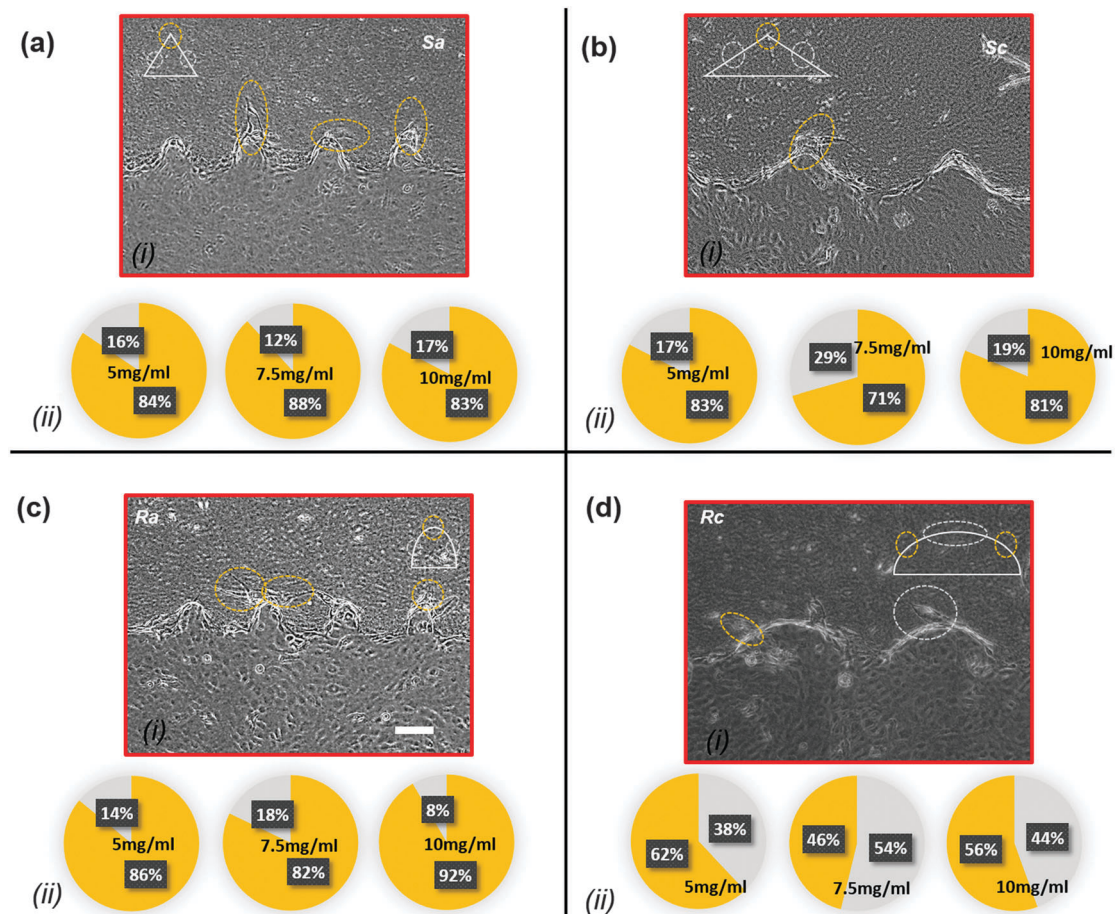 (a)
Sa
(i)
16%
5mg/ml
84%
12%
7.5mg/ml
88%
17%
10mg/ml
83%
(ii)
(b)
Sc
(i)
17%
5mg/ml
83%
29%
7.5mg/ml
71%
19%
10mg/ml
81%
(ii)
(c)
Ra
(i)
14%
5mg/ml
86%
18%
7.5mg/ml
82%
8%
10mg/ml
92%
(ii)
(d)
Rc
(i)
38%
62%
5mg/ml
46%
54%
7.5mg/ml
56%
44%
10mg/ml
(ii)